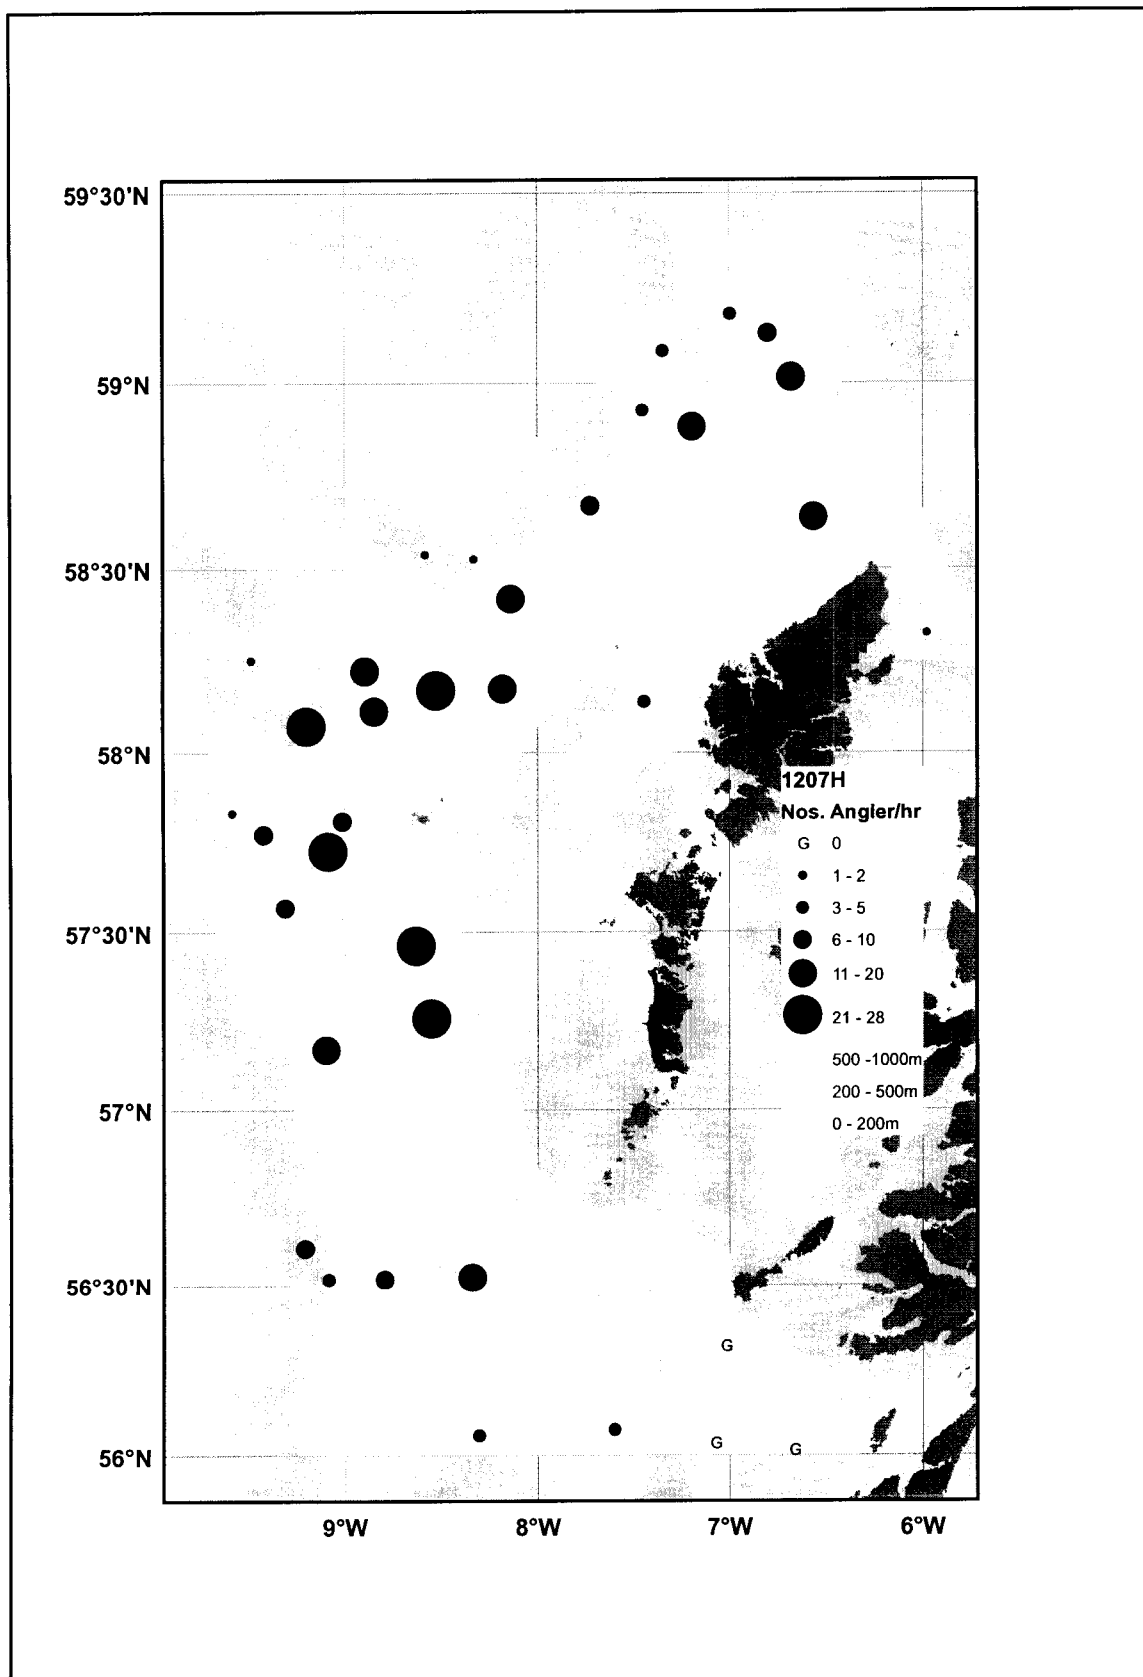 59°30'N
59°N
58°30'N
58°N
1207H
Nos. Angler/hr
G 0
1 - 2
3 - 5
57°30'N
6 - 10
11 - 20
21 - 28
500 -1000m
200 - 500m
57°N
0 - 200m
56°30'N
G
G
G
56°N
9°W 8°W 7°W 6°W